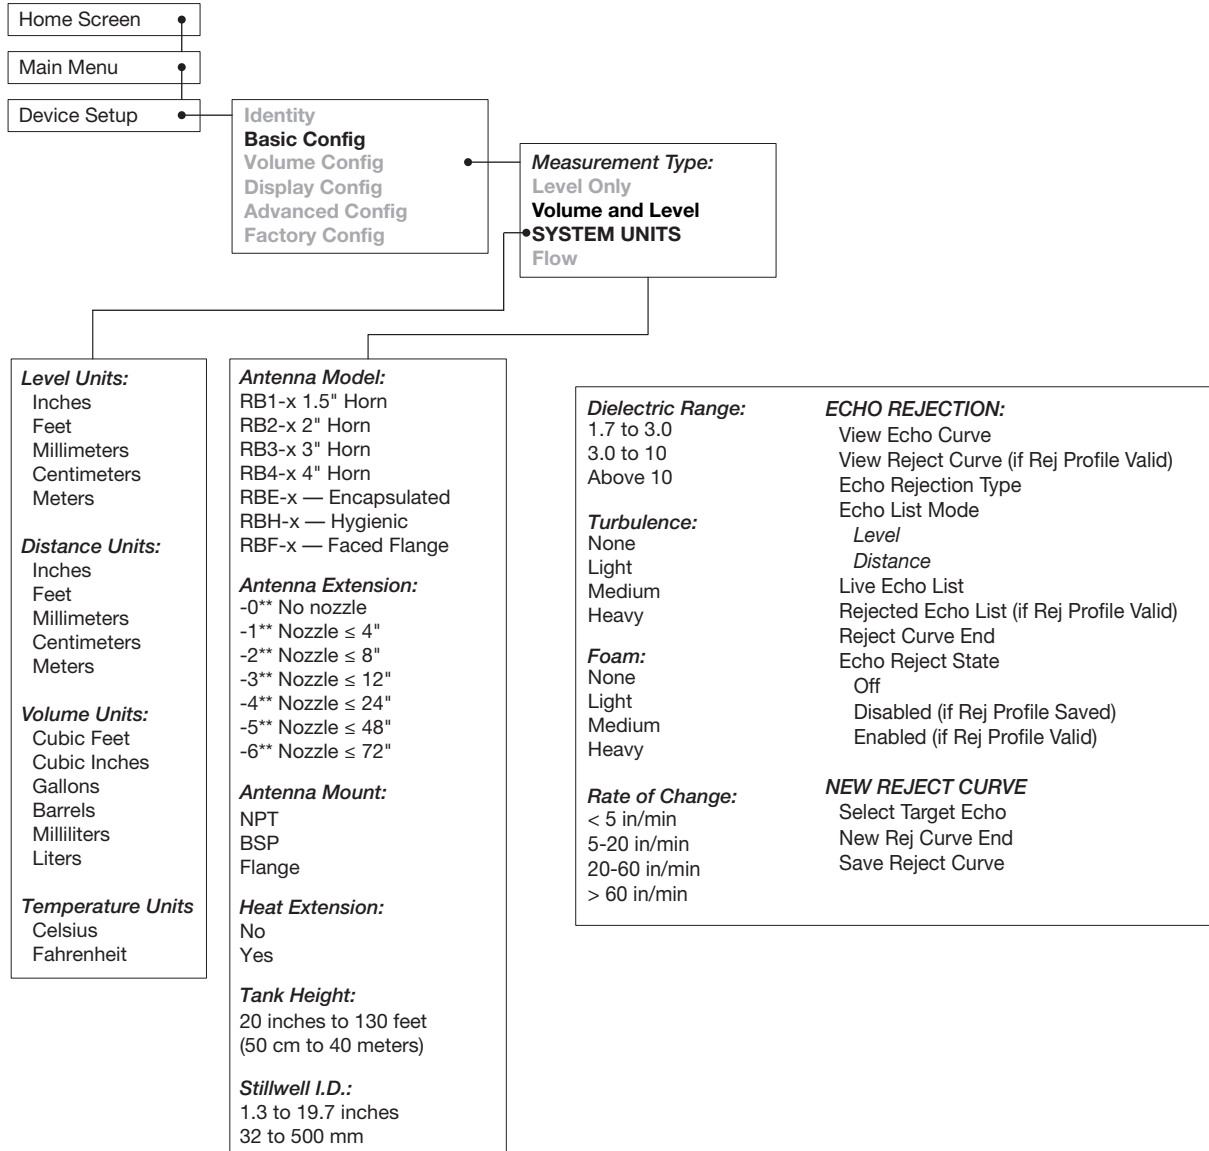 Home Screen
Main Menu
Device Setup
Identity
Basic Config
Volume Config
Display Config
Advanced Config
Factory Config
Measurement Type:
Level Only
Volume and Level
SYSTEM UNITS
Flow
Level Units:
Inches
Feet
Millimeters
Centimeters
Meters
Distance Units:
Inches
Feet
Millimeters
Centimeters
Meters
Volume Units:
Cubic Feet
Cubic Inches
Gallons
Barrels
Milliliters
Liters
Temperature Units
Celsius
Fahrenheit
Antenna Model:
RB1-x 1.5" Horn
RB2-x 2" Horn
RB3-x 3" Horn
RB4-x 4" Horn
RBE-x — Encapsulated
RBH-x — Hygienic
RBF-x — Faced Flange
Antenna Extension:
-0** No nozzle
-1** Nozzle ≤ 4"
-2** Nozzle ≤ 8"
-3** Nozzle ≤ 12"
-4** Nozzle ≤ 24"
-5** Nozzle ≤ 48"
-6** Nozzle ≤ 72"
Antenna Mount:
NPT
BSP
Flange
Heat Extension:
No
Yes
Tank Height:
20 inches to 130 feet
(50 cm to 40 meters)
Stillwell I.D.:
1.3 to 19.7 inches
32 to 500 mm
Dielectric Range:
1.7 to 3.0
3.0 to 10
Above 10
Turbulence:
None
Light
Medium
Heavy
Foam:
None
Light
Medium
Heavy
Rate of Change:
< 5 in/min
5-20 in/min
20-60 in/min
> 60 in/min
ECHO REJECTION:
View Echo Curve
View Reject Curve (if Rej Profile Valid)
Echo Rejection Type
Echo List Mode
Level
Distance
Live Echo List
Rejected Echo List (if Rej Profile Valid)
Reject Curve End
Echo Reject State
Off
Disabled (if Rej Profile Saved)
Enabled (if Rej Profile Valid)
NEW REJECT CURVE
Select Target Echo
New Rej Curve End
Save Reject Curve